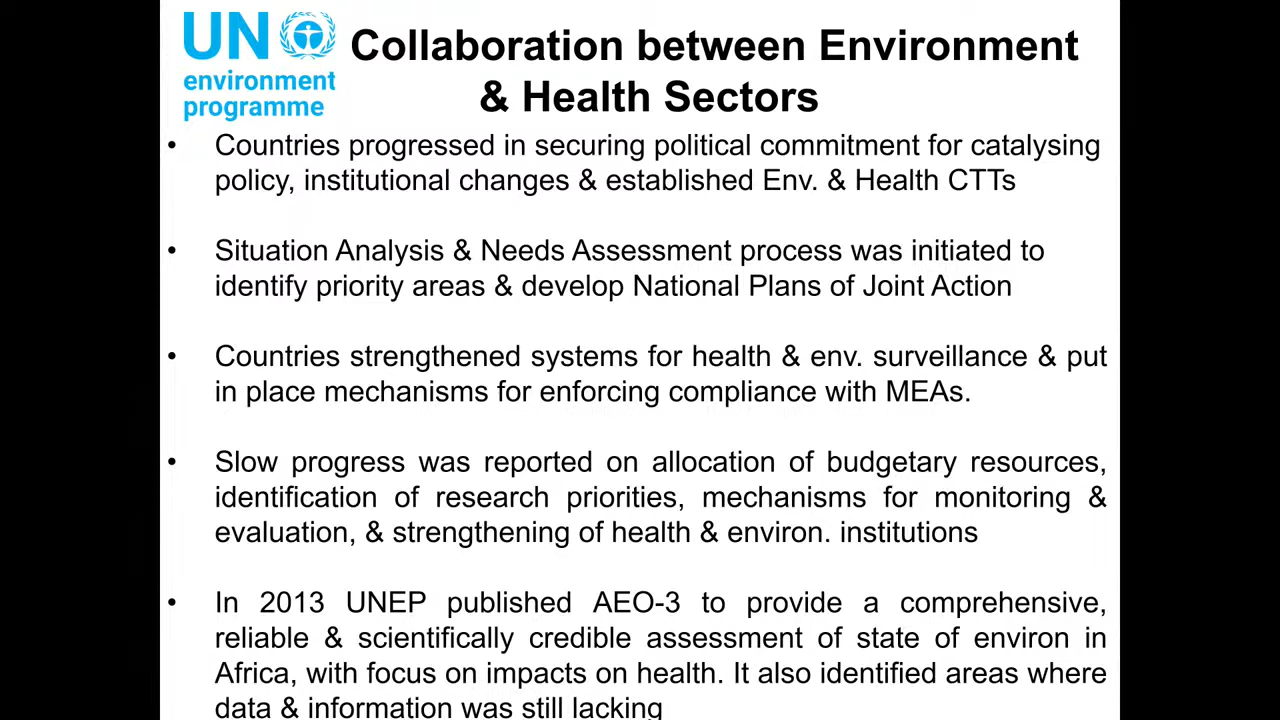 UN
environment
programme
Collaboration between Environment
& Health Sectors
• Countries progressed in securing political commitment for catalysing
policy, institutional changes & established Env. & Health CTTs
• Situation Analysis & Needs Assessment process was initiated to
identify priority areas & develop National Plans of Joint Action
• Countries strengthened systems for health & env. surveillance & put
in place mechanisms for enforcing compliance with MEAs.
• Slow progress was reported on allocation of budgetary resources,
identification of research priorities, mechanisms for monitoring &
evaluation, & strengthening of health & environ. institutions
• In 2013 UNEP published AEO-3 to provide a comprehensive,
reliable & scientifically credible assessment of state of environ in
Africa, with focus on impacts on health. It also identified areas where
data & information was still lacking